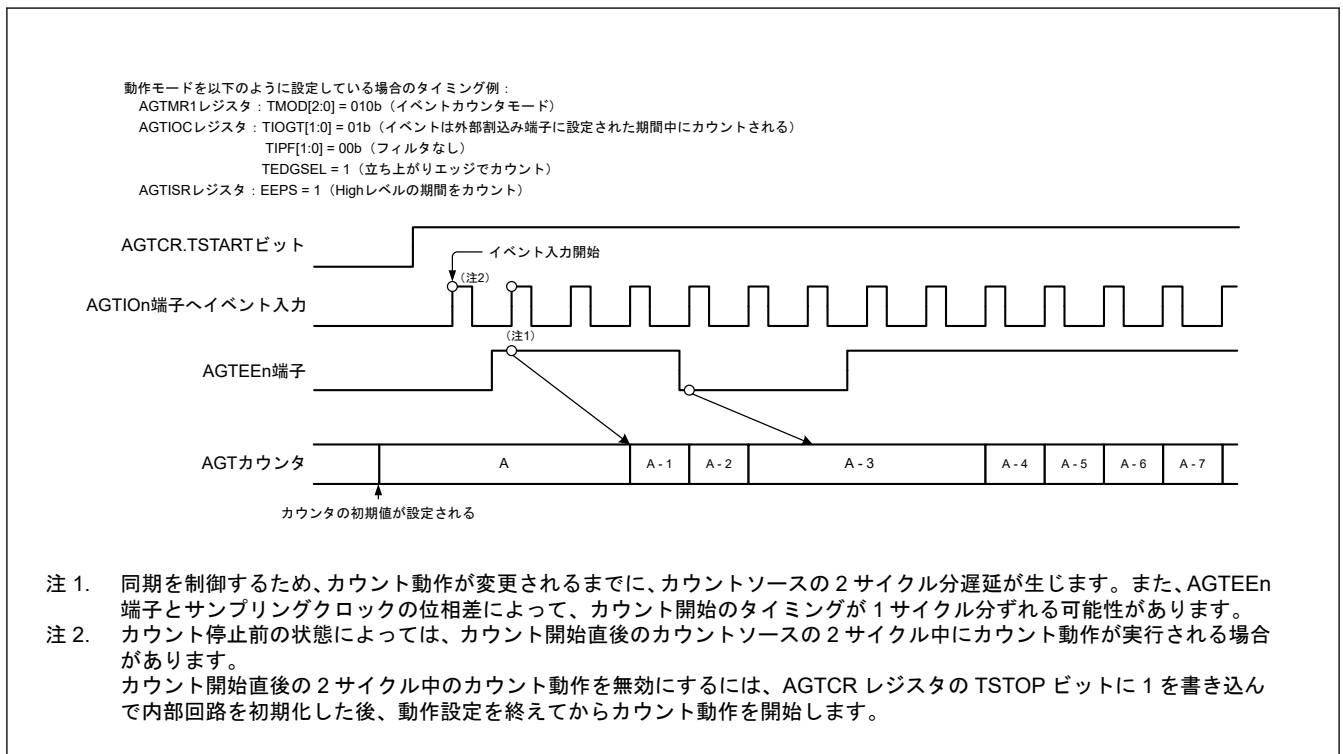 動作モードを以下のように設定している場合のタイミング例：
AGTMR1レジスタ：TMOD[2:0] = 010b（イベントカウンタモード）
AGTIOCレジスタ：TIOGT[1:0] = 01b（イベントは外部割込み端子に設定された期間中にカウントされる）
TIPF[1:0] = 00b（フィルタなし）
TEDGSEL = 1（立ち上がりエッジでカウント）
AGTISRレジスタ：EEPS = 1（Highレベルの期間をカウント）
AGTCR.TSTARTビット
イベント入力開始
（注2）
AGTIOn端子へイベント入力
（注1）
AGTEEn端子
AGTカウンタ
A
A - 1
A - 2
A - 3
A - 4
A - 5
A - 6
A - 7
カウンタの初期値が設定される
注 1. 同期を制御するため、カウント動作が変更されるまでに、カウントソースの 2 サイクル分遅延が生じます。また、AGTEEn
端子とサンプリングクロックの位相差によって、カウント開始のタイミングが 1 サイクル分ずれる可能性があります。
注 2. カウント停止前の状態によっては、カウント開始直後のカウントソースの 2 サイクル中にカウント動作が実行される場合
があります。
カウント開始直後の 2 サイクル中のカウント動作を無効にするには、AGTCR レジスタの TSTOP ビットに 1 を書き込ん
で内部回路を初期化した後、動作設定を終えてからカウント動作を開始します。